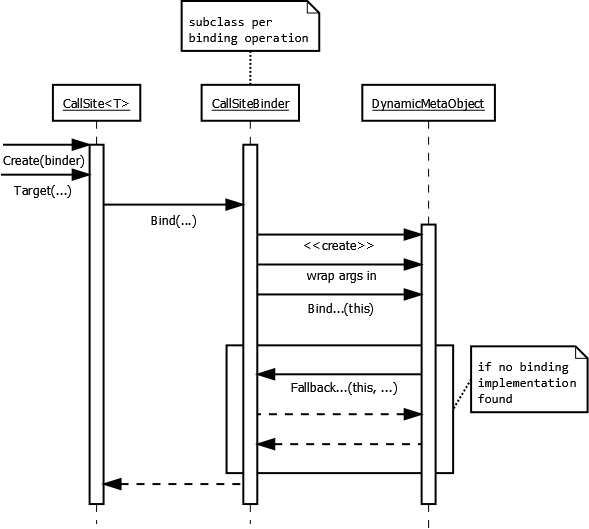 subclass per
binding operation
CallSite<T>
CallSiteBinder
DynamicMetaObject
Create(binder)
Target(...)
Bind(...)
<<create>>
wrap args in
Bind...(this)
if no binding
implementation
found
Fallback...(this, ...)